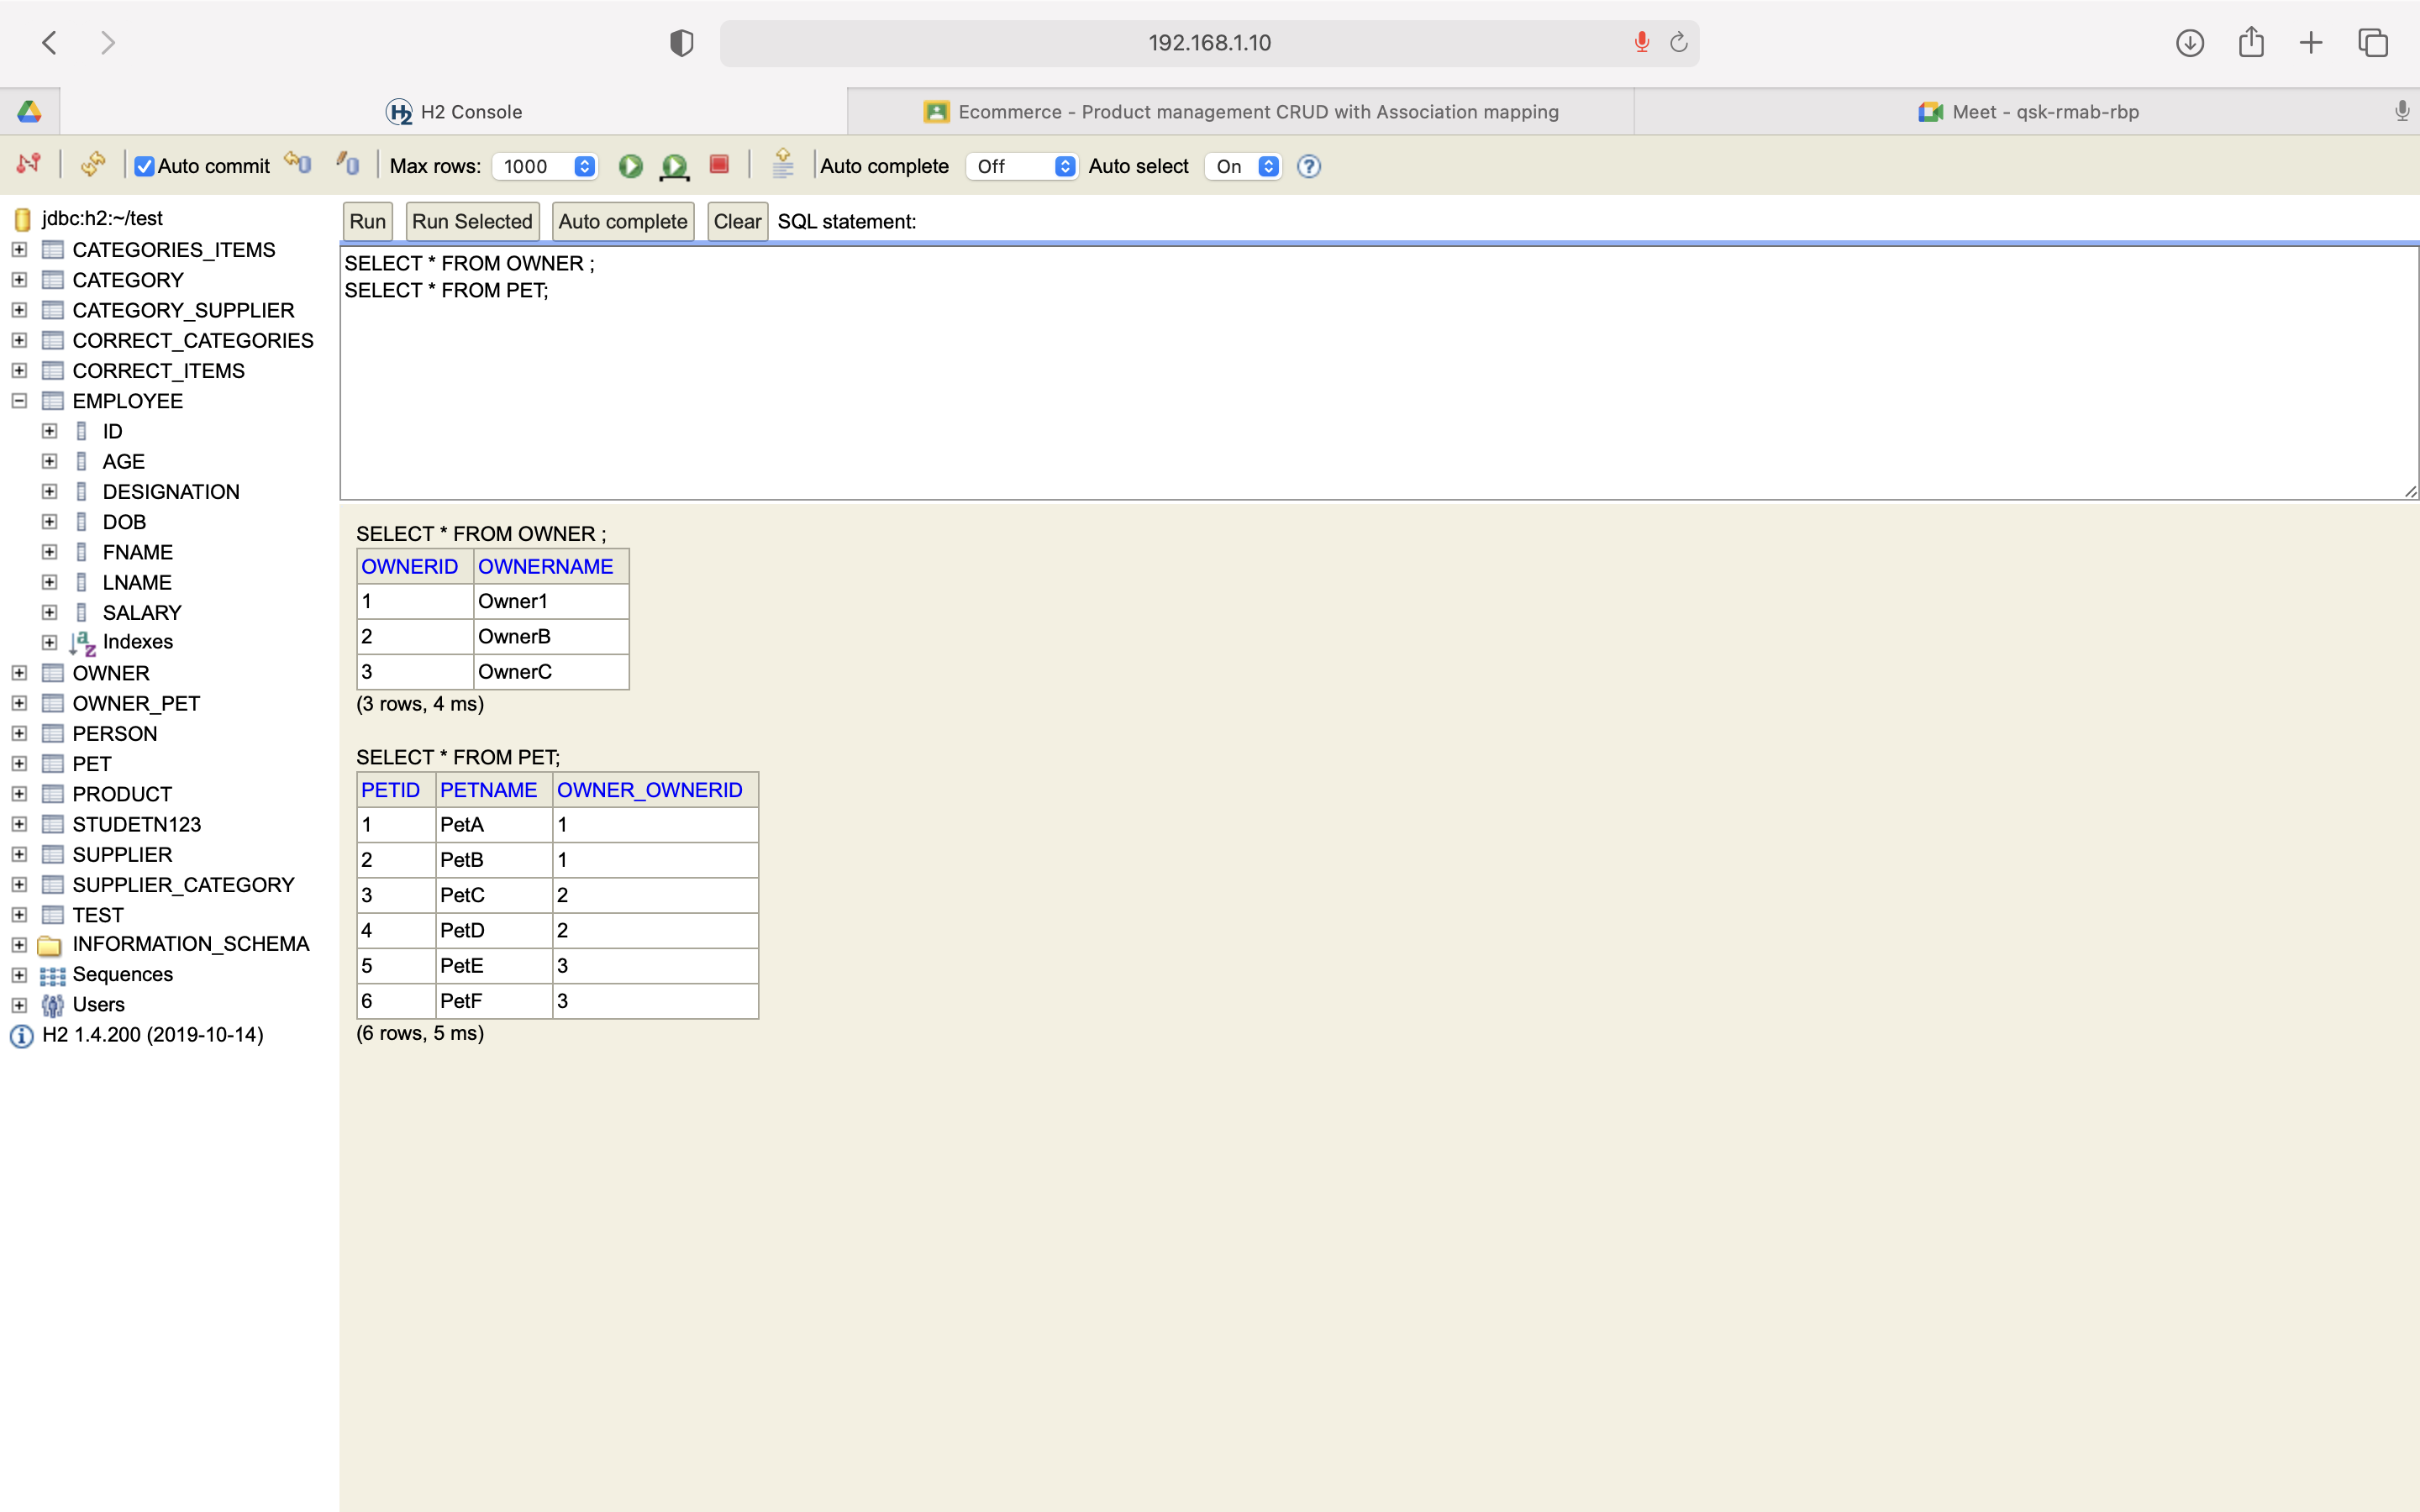 192.168.1.10
H2 Console
Ecommerce - Product management CRUD with Association mapping
Meet - qsk-rmab-rbp
Auto commit
Max rows: 1000
Auto complete Off
Auto select On
jdbc:h2:~/test
CATEGORIES_ITEMS
CATEGORY
CATEGORY_SUPPLIER
CORRECT_CATEGORIES
CORRECT_ITEMS
EMPLOYEE
ID
AGE
DESIGNATION
DOB
FNAME
LNAME
SALARY
Indexes
OWNER
OWNER_PET
PERSON
PET
PRODUCT
STUDETN123
SUPPLIER
SUPPLIER_CATEGORY
TEST
INFORMATION_SCHEMA
Sequences
Users
H2 1.4.200 (2019-10-14)
Run Run Selected Auto complete Clear SQL statement:
SELECT * FROM OWNER ;
SELECT * FROM PET;
SELECT * FROM OWNER ;
OWNERID OWNERNAME
1 Owner1
2 OwnerB
3 OwnerC
(3 rows, 4 ms)
SELECT * FROM PET;
PETID PETNAME OWNER_OWNERID
1 PetA 1
2 PetB 1
3 PetC 2
4 PetD 2
5 PetE 3
6 PetF 3
(6 rows, 5 ms)